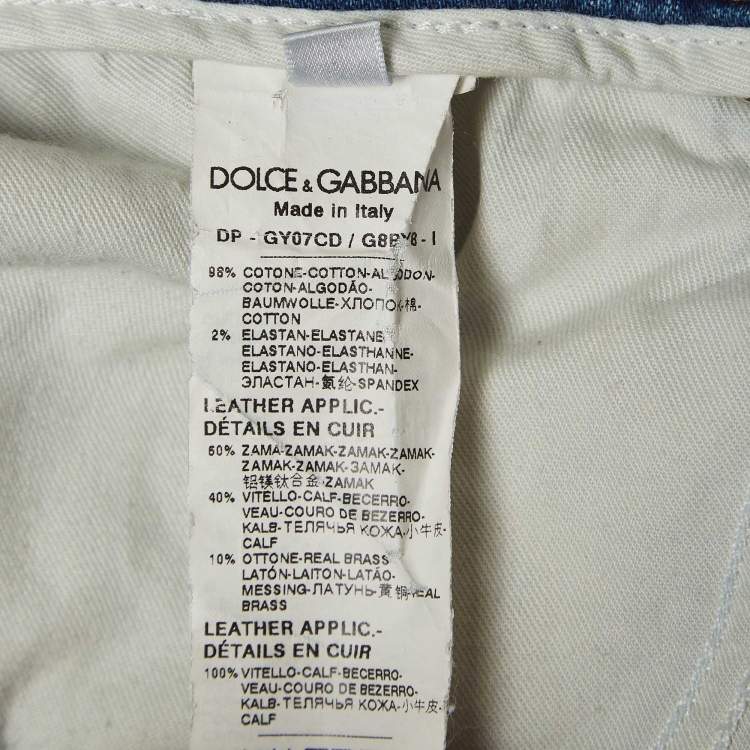 DOLCE & GABBANA
Made in Italy
DP - GY07CD / G8BY8 - I
98% COTONE-COTTON-ALGODON-
COTON-ALGODÃO-
BAUMWOLLE-ХЛОПОК-棉-
COTTON
2% ELASTAN-ELASTANE
ELASTANO-ELASTHANNE-
ELASTANO-ELASTHAN-
ЭЛАСТАН-氨纶-SPANDEX
LEATHER APPLIC.-
DÉTAILS EN CUIR
50% ZAMA-ZAMAK-ZAMAK-ZAMAK-
ZAMAK-ZAMAK-ЗАМАК-
铝镁钛合金-ZAMAK
40% VITELLO-CALF-BECERRO-
VEAU-COURO DE BEZERRO-
KALB-ТЕЛЯЧЬЯ КОЖА-小牛皮-
CALF
10% OTTONE-REAL BRASS
LATÓN-LAITON-LATÃO-
MESSING-ЛАТУНЬ-黄铜-REAL
BRASS
LEATHER APPLIC.-
DÉTAILS EN CUIR
100% VITELLO-CALF-BECERRO-
VEAU-COURO DE BEZERRO-
KALB-ТЕЛЯЧЬЯ КОЖА-小牛皮-
CALF